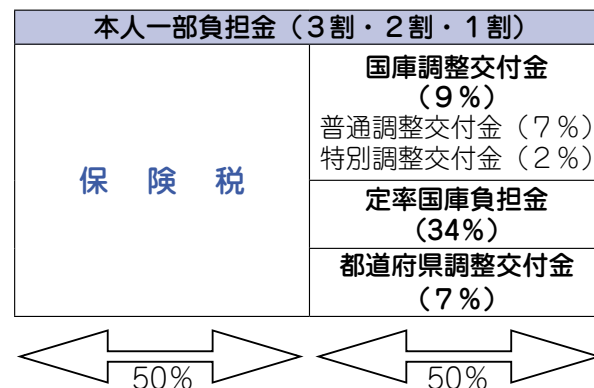 本人一部負担金（３割・２割・１割）
保　険　税
国庫調整交付金
（９％）
普通調整交付金（７％）
特別調整交付金（２％）
定率国庫負担金
（34％）
都道府県調整交付金
（７％）
50％
50％